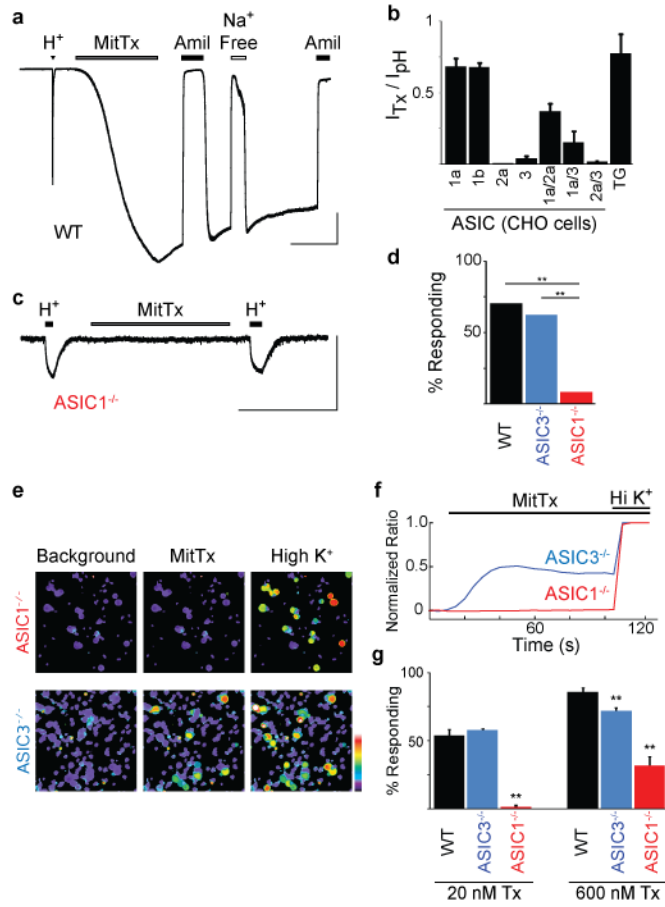 a
H+ MitTx Amil Na+ Free Amil
WT
b
ITx / IpH
1
0.5
1a 1b 2a 3 1a/2a 1a/3 2a/3 TG
ASIC (CHO cells)
c
H+ MitTx H+
ASIC1-/-
d
% Responding
100
50
WT ASIC3-/- ASIC1-/-
**
**
e
Background MitTx High K+
ASIC1-/-
ASIC3-/-
f
Hi K+
MitTx
Normalized Ratio
1.0
0.5
0
ASIC3-/-
ASIC1-/-
60 120
Time (s)
g
% Responding
100
50
**
**
**
WT ASIC3-/- ASIC1-/- WT ASIC3-/- ASIC1-/-
20 nM Tx 600 nM Tx